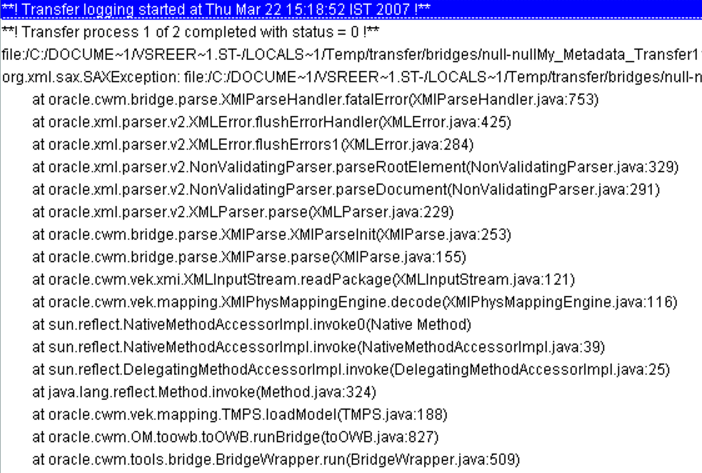 **! Transfer logging started at Thu Mar 22 15:18:52 IST 2007 !**
**! Transfer process 1 of 2 completed with status = 0 !**
file:/C:/DOCUME~1/VSREER~1.ST-/LOCALS~1/Temp/transfer/bridges/null-nullMy_Metadata_Transfer1
org.xml.sax.SAXException: file:/C:/DOCUME~1/VSREER~1.ST-/LOCALS~1/Temp/transfer/bridges/null-n
at oracle.cwm.bridge.parse.XMIParseHandler.fatalError(XMIParseHandler.java:753)
at oracle.xml.parser.v2.XMLError.flushErrorHandler(XMLError.java:425)
at oracle.xml.parser.v2.XMLError.flushErrors1(XMLError.java:284)
at oracle.xml.parser.v2.NonValidatingParser.parseRootElement(NonValidatingParser.java:329)
at oracle.xml.parser.v2.NonValidatingParser.parseDocument(NonValidatingParser.java:291)
at oracle.xml.parser.v2.XMLParser.parse(XMLParser.java:229)
at oracle.cwm.bridge.parse.XMIParse.XMIParseInit(XMIParse.java:253)
at oracle.cwm.bridge.parse.XMIParse.parse(XMIParse.java:155)
at oracle.cwm.vek.xmi.XMLInputStream.readPackage(XMLInputStream.java:121)
at oracle.cwm.vek.mapping.XMIPhysMappingEngine.decode(XMIPhysMappingEngine.java:116)
at sun.reflect.NativeMethodAccessorImpl.invoke0(Native Method)
at sun.reflect.NativeMethodAccessorImpl.invoke(NativeMethodAccessorImpl.java:39)
at sun.reflect.DelegatingMethodAccessorImpl.invoke(DelegatingMethodAccessorImpl.java:25)
at java.lang.reflect.Method.invoke(Method.java:324)
at oracle.cwm.vek.mapping.TMPS.loadModel(TMPS.java:188)
at oracle.cwm.OM.toowb.toOWB.runBridge(toOWB.java:827)
at oracle.cwm.tools.bridge.BridgeWrapper.run(BridgeWrapper.java:509)